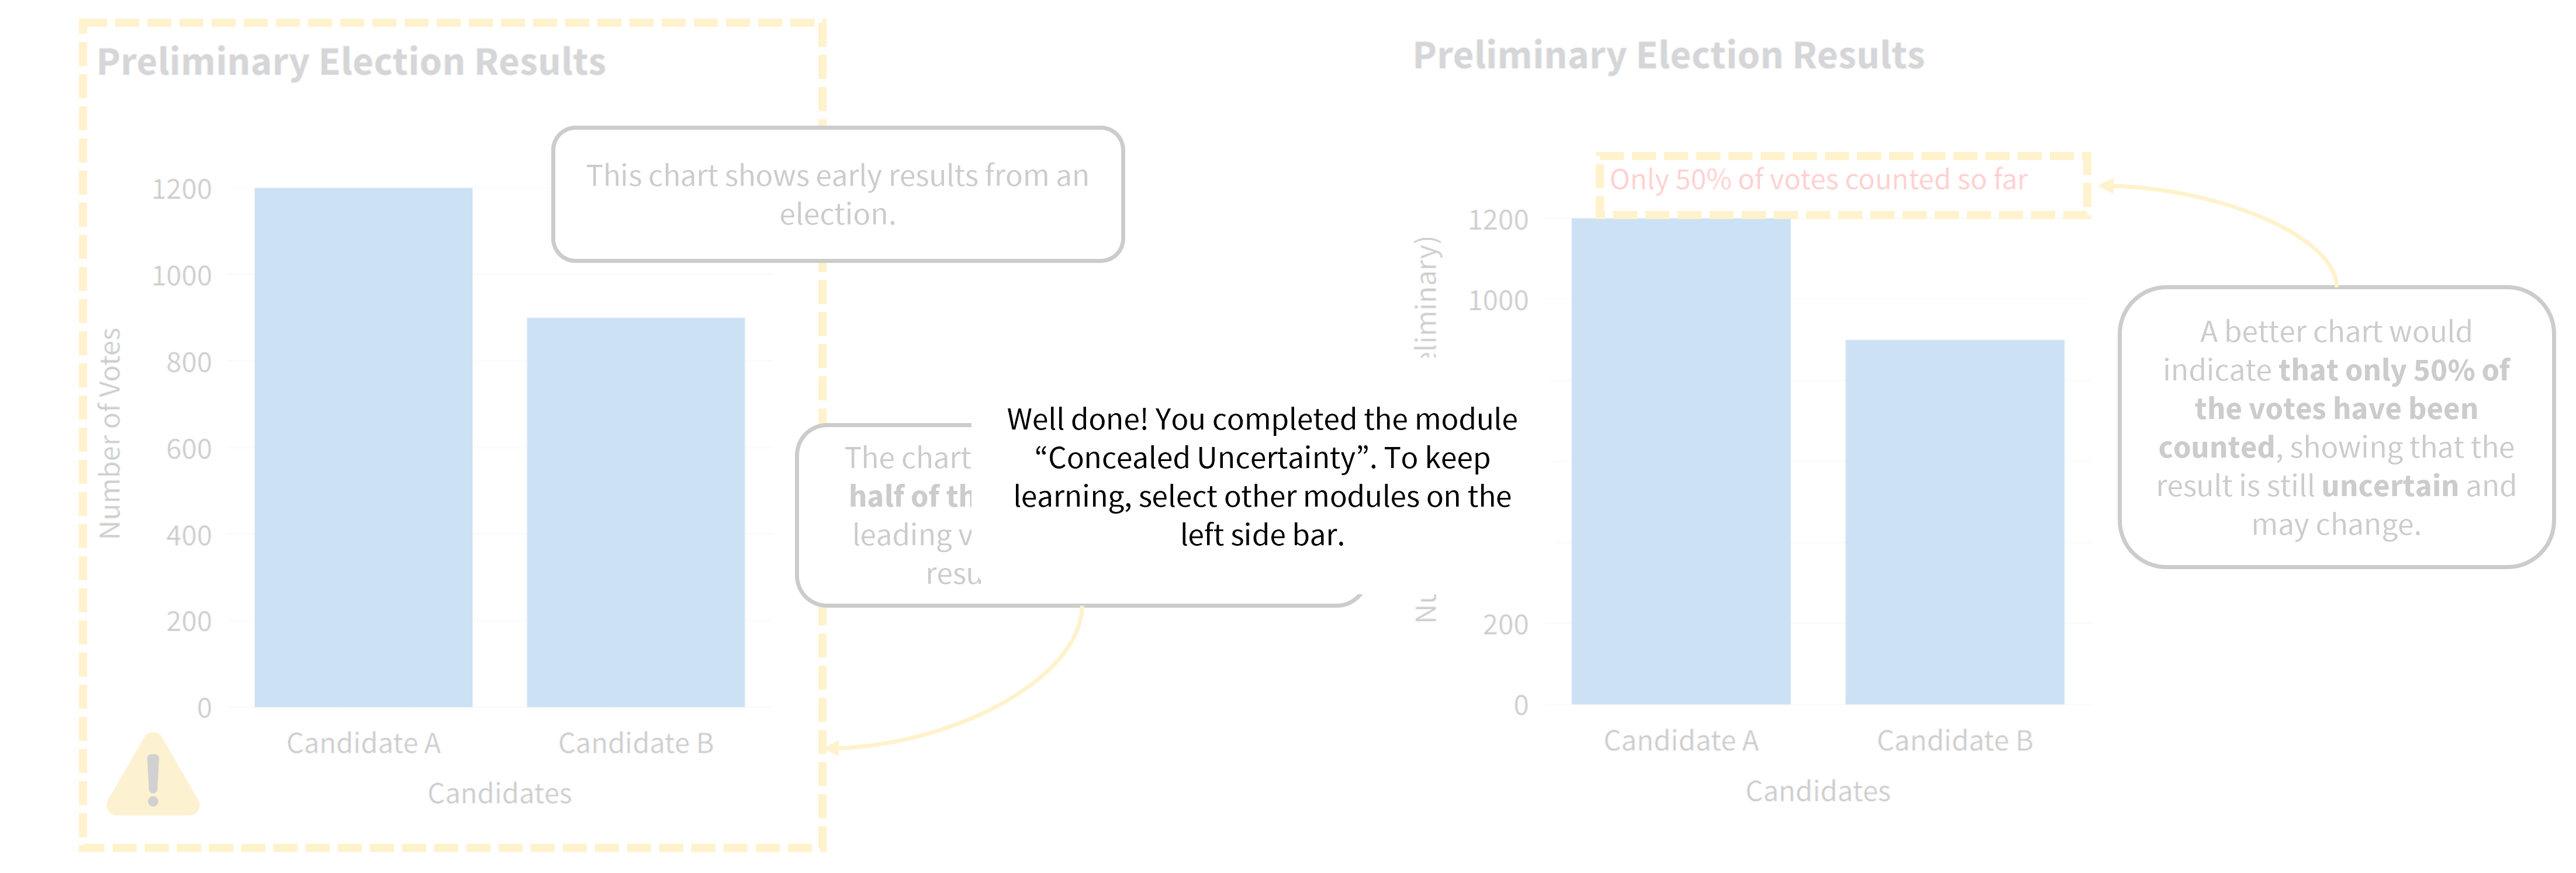 Preliminary Election Results
This chart shows early results from an
election.
1200
1000
800
600
400
200
0
Number of Votes
Candidate A
Candidate B
Candidates
The chart
half of
leading
Well done! You completed the module
“Concealed Uncertainty”. To keep
learning, select other modules on the
left side bar.
Preliminary Election Results
Only 50% of votes counted so far
1200
1000
200
0
Candidate A
Candidate B
Candidates
A better chart would
indicate that only 50% of
the votes have been
counted, showing that the
result is still uncertain and
may change.